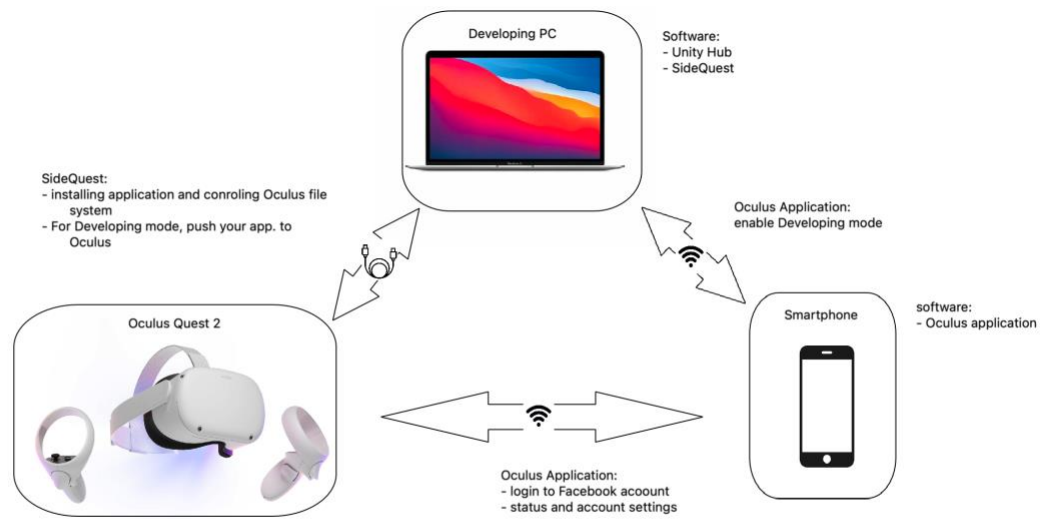 Developing PC
Software:
- Unity Hub
- SideQuest
SideQuest:
- installing application and conroling Oculus file
system
- For Developing mode, push your app. to
Oculus
Oculus Application:
enable Developing mode
Oculus Quest 2
Smartphone
software:
- Oculus application
Oculus Application:
- login to Facebook acoount
- status and account settings